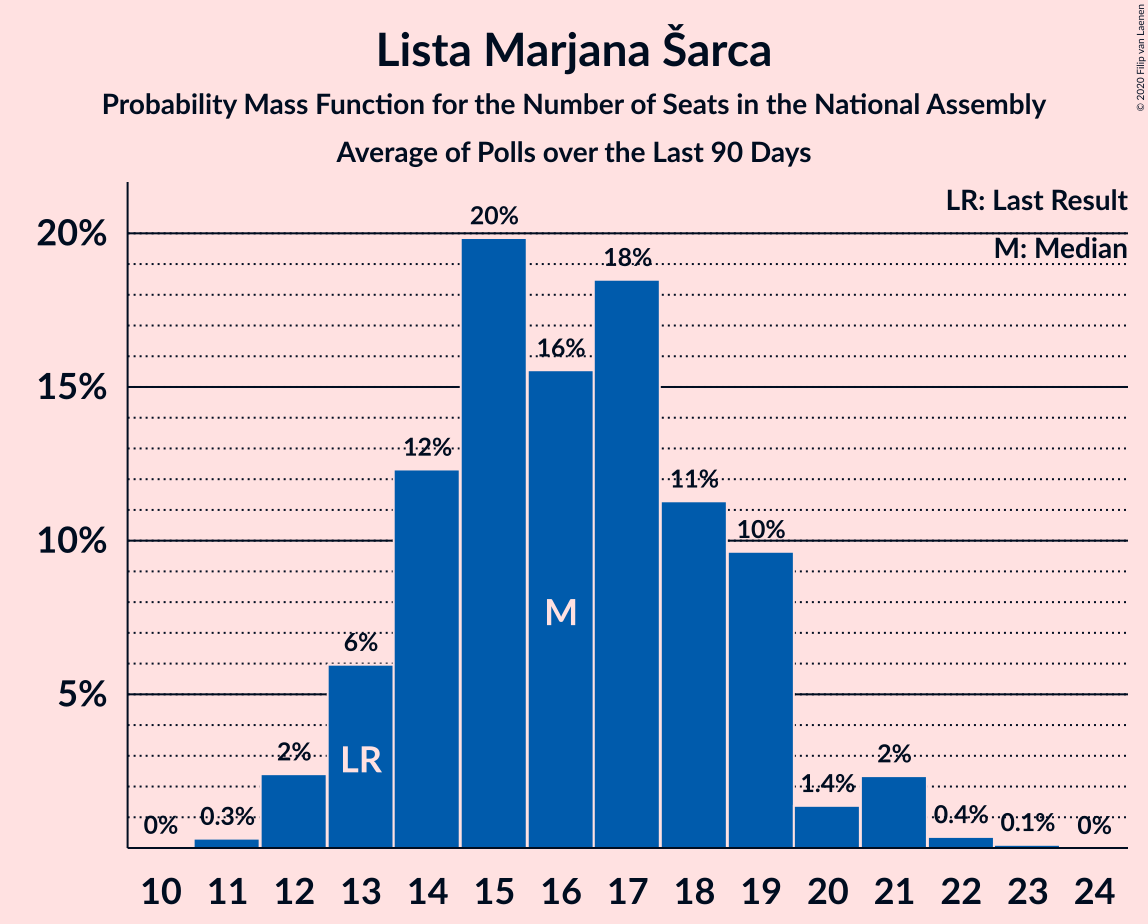 Lista Marjana Šarca
Probability Mass Function for the Number of Seats in the National Assembly
Average of Polls over the Last 90 Days
© 2020 Filip van Laenen
LR: Last Result
M: Median
20%
15%
10%
5%
0%
0.3%
2%
6%
12%
20%
16%
18%
11%
10%
1.4%
2%
0.4%
0.1%
0%
LR
M
10 11 12 13 14 15 16 17 18 19 20 21 22 23 24